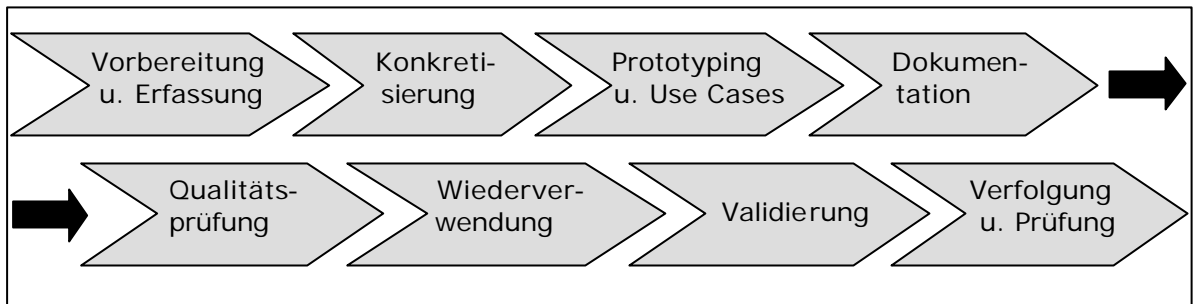 Vorbereitung
u. Erfassung
Konkreti-
sierung
Prototyping
u. Use Cases
Dokumen-
tation
Qualitäts-
prüfung
Wiederver-
wendung
Validierung
Verfolgung
u. Prüfung